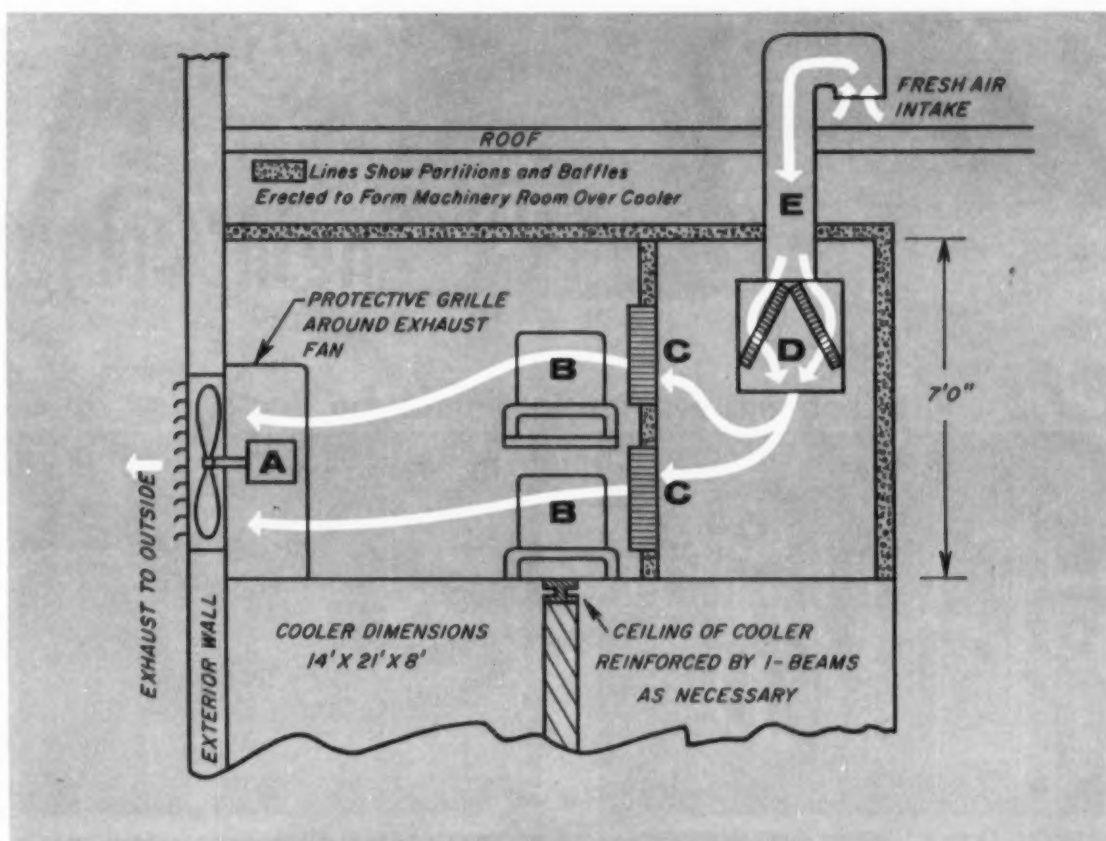 FRESH AIR
INTAKE
ROOF
Lines Show Partitions and Baffles
Erected to Form Machinery Room Over Cooler
E
PROTECTIVE GRILLE
AROUND EXHAUST
FAN
B
C
D
7'0"
A
C
B
EXHAUST TO OUTSIDE
EXTERIOR WALL
COOLER DIMENSIONS
14' X 21' X 8'
CEILING OF COOLER
REINFORCED BY I-BEAMS
AS NECESSARY